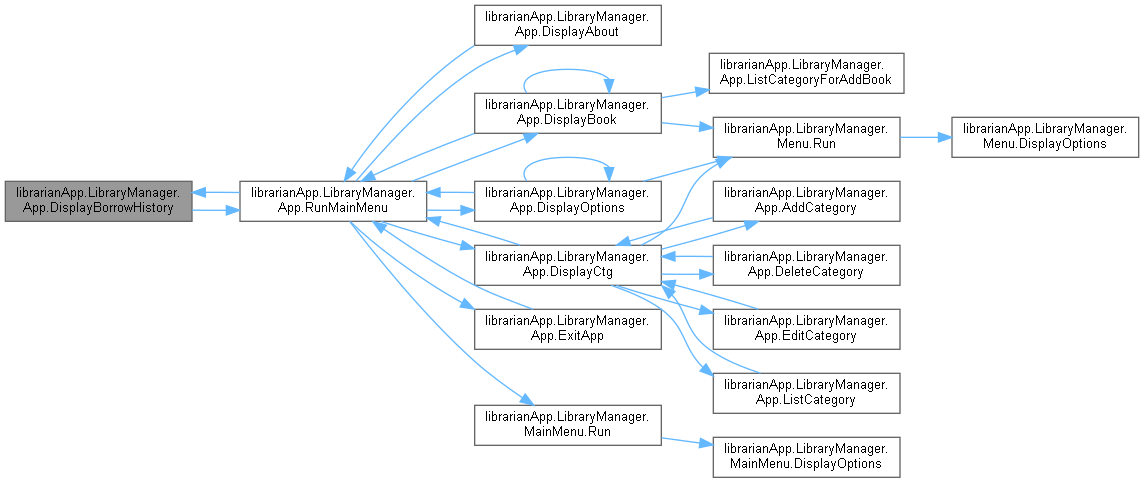 librarianApp.LibraryManager.
App.DisplayBorrowHistory
librarianApp.LibraryManager.
App.RunMainMenu
librarianApp.LibraryManager.
App.DisplayAbout
librarianApp.LibraryManager.
App.DisplayBook
librarianApp.LibraryManager.
App.DisplayOptions
librarianApp.LibraryManager.
App.DisplayCtg
librarianApp.LibraryManager.
App.ExitApp
librarianApp.LibraryManager.
MainMenu.Run
librarianApp.LibraryManager.
App.ListCategoryForAddBook
librarianApp.LibraryManager.
Menu.Run
librarianApp.LibraryManager.
App.AddCategory
librarianApp.LibraryManager.
App.DeleteCategory
librarianApp.LibraryManager.
App.EditCategory
librarianApp.LibraryManager.
App.ListCategory
librarianApp.LibraryManager.
MainMenu.DisplayOptions
librarianApp.LibraryManager.
Menu.DisplayOptions